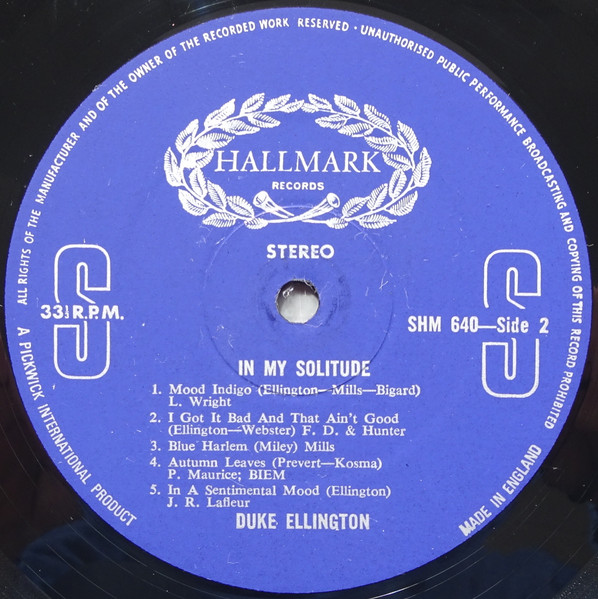 ALL RIGHTS OF THE MANUFACTURER AND OF THE OWNER OF THE RECORDED WORK RESERVED · UNAUTHORISED PUBLIC PERFORMANCE BROADCASTING AND COPYING OF THIS RECORD PROHIBITED
HALLMARK
RECORDS
STEREO
S
S
33⅓ R.P.M.
SHM 640—Side 2
IN MY SOLITUDE
1. Mood Indigo (Ellington—Mills—Bigard)
L. Wright
2. I Got It Bad And That Ain't Good
(Ellington—Webster) F. D. & Hunter
3. Blue Harlem (Miley) Mills
4. Autumn Leaves (Prevert—Kosma)
P. Maurice; BIEM
5. In A Sentimental Mood (Ellington)
J. R. Lafleur
DUKE ELLINGTON
A PICKWICK INTERNATIONAL PRODUCT
MADE IN ENGLAND